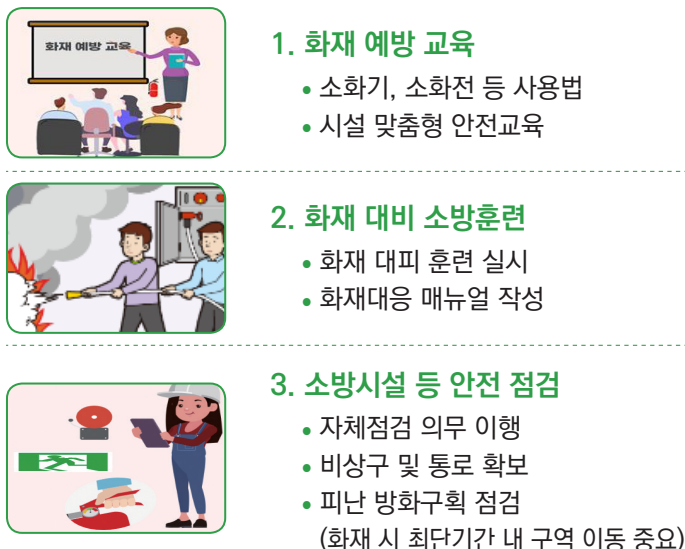 화재 예방 교육
1. 화재 예방 교육
• 소화기, 소화전 등 사용법
• 시설 맞춤형 안전교육
2. 화재 대비 소방훈련
• 화재 대피 훈련 실시
• 화재대응 매뉴얼 작성
3. 소방시설 등 안전 점검
• 자체점검 의무 이행
• 비상구 및 통로 확보
• 피난 방화구획 점검
(화재 시 최단기간 내 구역 이동 중요)